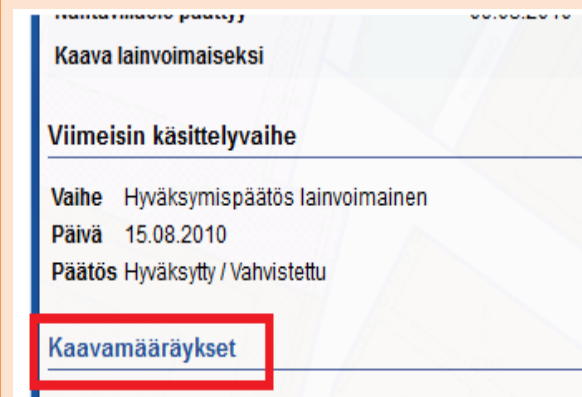 Kaava lainvoimaiseksi
Viimeisin käsittelyvaihe
Vaihe Hyväksymispäätös lainvoimainen
Päivä 15.08.2010
Päätös Hyväksytty / Vahvistettu
Kaavamääräykset